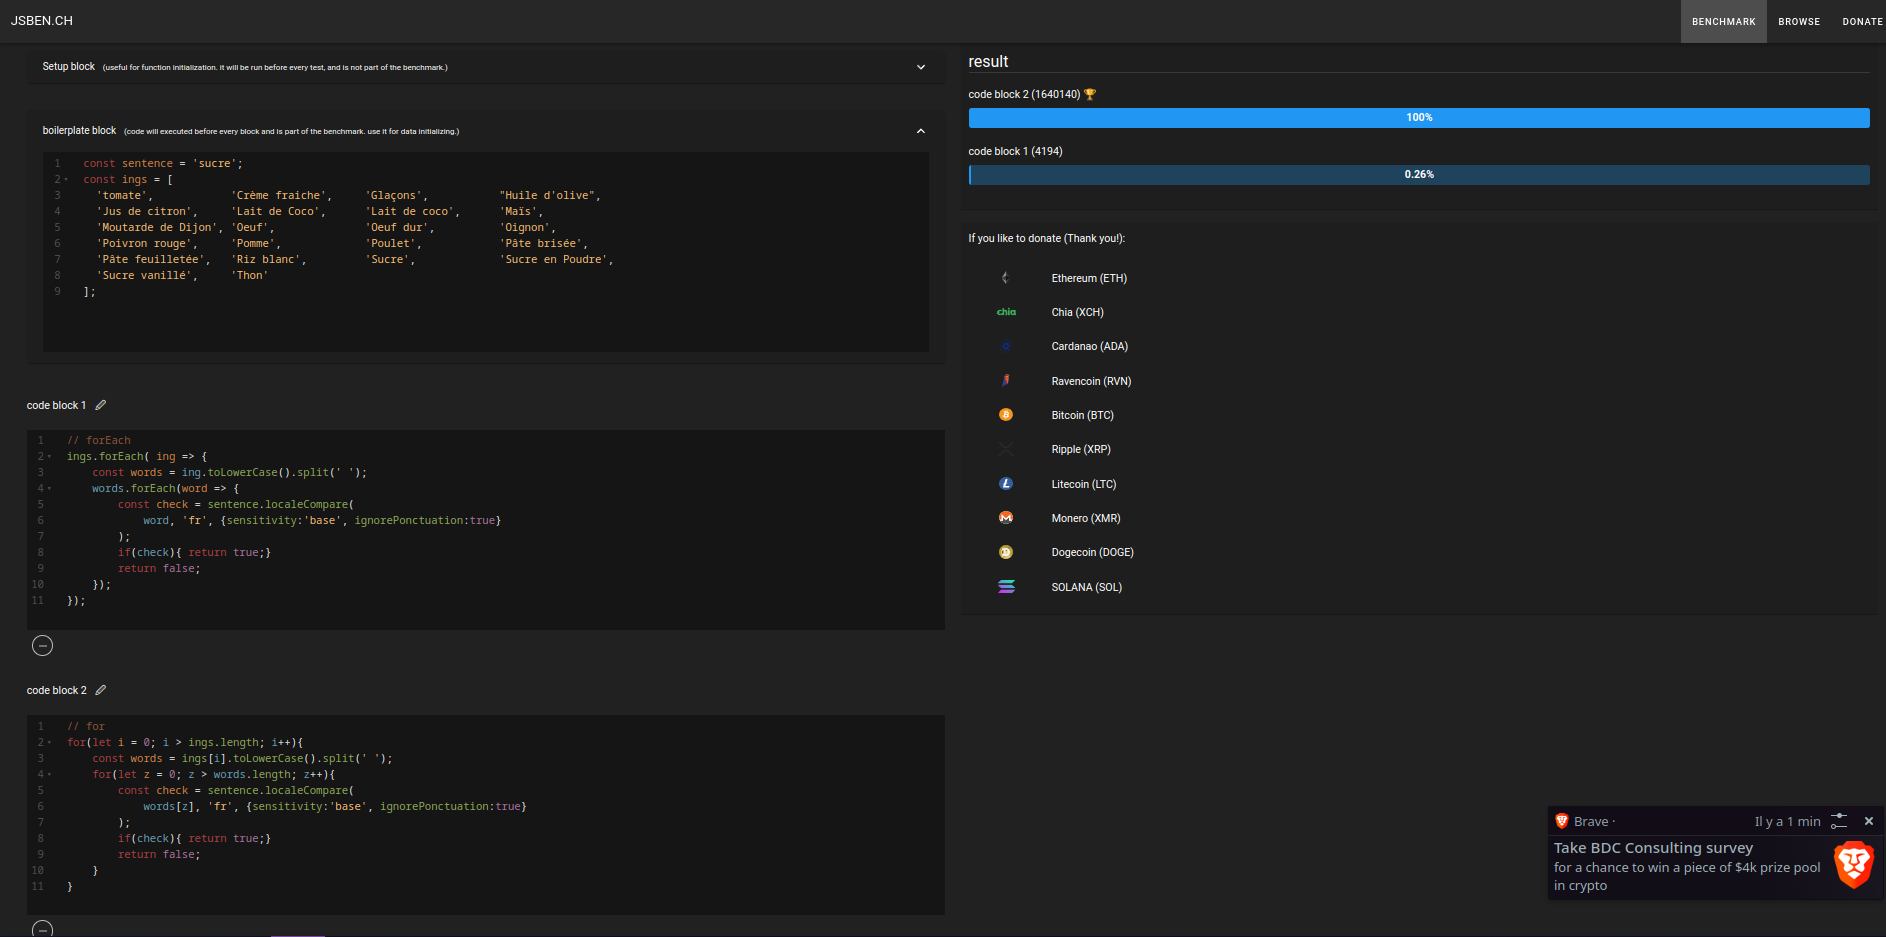 JSBEN.CH
BENCHMARK BROWSE DONATE
Setup block (useful for function initialization. it will be run before every test, and is not part of the benchmark.)
boilerplate block (code will executed before every block and is part of the benchmark. use it for data initializing.)
1 const sentence = 'sucre';
2 const ings = [
3 'tomate', 'Crème fraiche', 'Glaçons', "Huile d'olive",
4 'Jus de citron', 'Lait de Coco', 'Lait de coco', 'Maïs',
5 'Moutarde de Dijon', 'Oeuf', 'Oeuf dur', 'Oignon',
6 'Poivron rouge', 'Pomme', 'Poulet', 'Pâte brisée',
7 'Pâte feuilletée', 'Riz blanc', 'Sucre', 'Sucre en Poudre',
8 'Sucre vanillé', 'Thon'
9 ];
code block 1
1 // forEach
2 ings.forEach( ing => {
3 const words = ing.toLowerCase().split(' ');
4 words.forEach(word => {
5 const check = sentence.localeCompare(
6 word, 'fr', {sensitivity:'base', ignorePonctuation:true}
7 );
8 if(check){ return true;}
9 return false;
10 });
11 });
code block 2
1 // for
2 for(let i = 0; i > ings.length; i++){
3 const words = ings[i].toLowerCase().split(' ');
4 for(let z = 0; z > words.length; z++){
5 const check = sentence.localeCompare(
6 words[z], 'fr', {sensitivity:'base', ignorePonctuation:true}
7 );
8 if(check){ return true;}
9 return false;
10 }
11 }
result
code block 2 (1640140) 🏆
100%
code block 1 (4194)
0.26%
If you like to donate (Thank you!):
Ethereum (ETH)
chia Chia (XCH)
Cardanao (ADA)
Ravencoin (RVN)
Bitcoin (BTC)
Ripple (XRP)
Litecoin (LTC)
Monero (XMR)
Dogecoin (DOGE)
SOLANA (SOL)
Brave · Il y a 1 min
Take BDC Consulting survey
for a chance to win a piece of $4k prize pool
in crypto